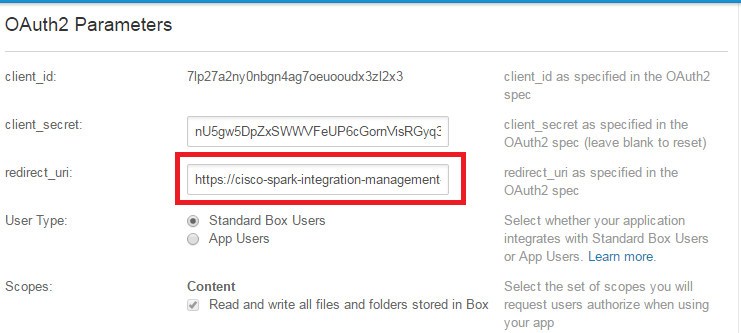 OAuth2 Parameters
client_id: 7lp27a2ny0nbgn4ag7oeuooudx3zl2x3 client_id as specified in the OAuth2
spec
client_secret: nU5gw5DpZxSWWVFeUP6cGornVisRGyq3 client_secret as specified in the
OAuth2 spec (leave blank to reset)
redirect_uri: https://cisco-spark-integration-management- redirect_uri as specified in the
OAuth2 spec
User Type: Standard Box Users Select whether your application
App Users integrates with Standard Box Users
or App Users. Learn more.
Scopes: Content Select the set of scopes you will
Read and write all files and folders stored in Box request users authorize when using
your app